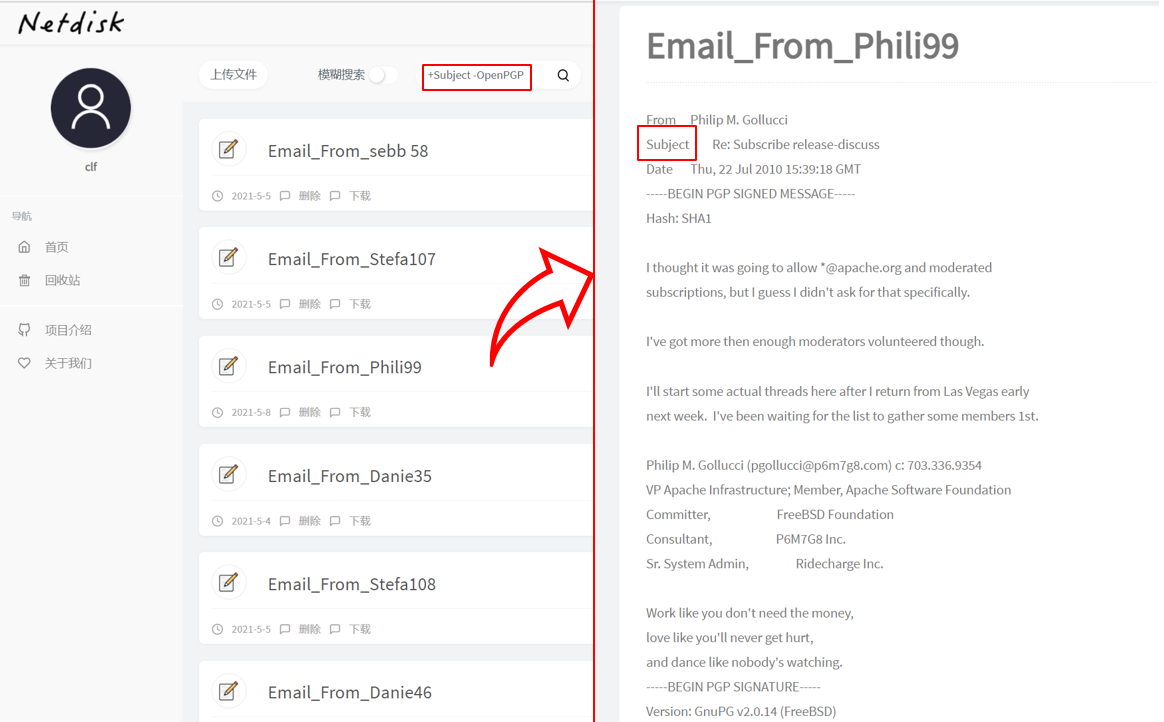 Netdisk
clf
导航
首页
回收站
项目介绍
关于我们
上传文件 模糊搜索 +Subject -OpenPGP
Email_From_sebb 58
2021-5-5 删除 下载
Email_From_Stefa107
2021-5-5 删除 下载
Email_From_Phili99
2021-5-8 删除 下载
Email_From_Danie35
2021-5-4 删除 下载
Email_From_Stefa108
2021-5-5 删除 下载
Email_From_Danie46
Email_From_Phili99
From Philip M. Gollucci
Subject Re: Subscribe release-discuss
Date Thu, 22 Jul 2010 15:39:18 GMT
-----BEGIN PGP SIGNED MESSAGE-----
Hash: SHA1
I thought it was going to allow *@apache.org and moderated
subscriptions, but I guess I didn't ask for that specifically.
I've got more then enough moderators volunteered though.
I'll start some actual threads here after I return from Las Vegas early
next week. I've been waiting for the list to gather some members 1st.
Philip M. Gollucci (pgollucci@p6m7g8.com) c: 703.336.9354
VP Apache Infrastructure; Member, Apache Software Foundation
Committer, FreeBSD Foundation
Consultant, P6M7G8 Inc.
Sr. System Admin, Ridecharge Inc.
Work like you don't need the money,
love like you'll never get hurt,
and dance like nobody's watching.
-----BEGIN PGP SIGNATURE-----
Version: GnuPG v2.0.14 (FreeBSD)